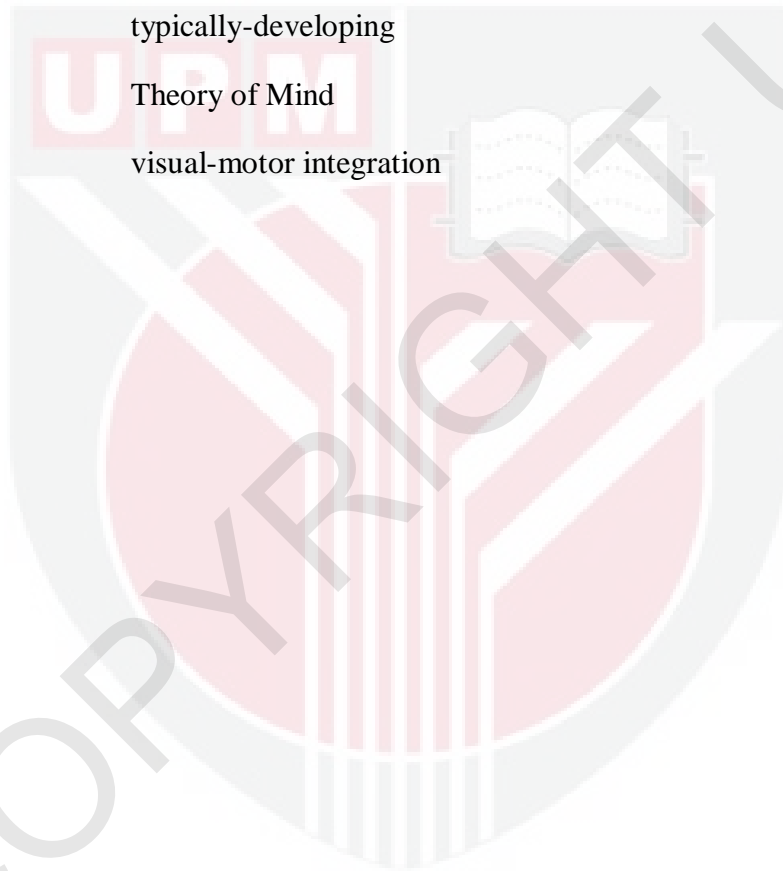 typically-developing
UPM
Theory of Mind
visual-motor integration
COPYRIGHT U